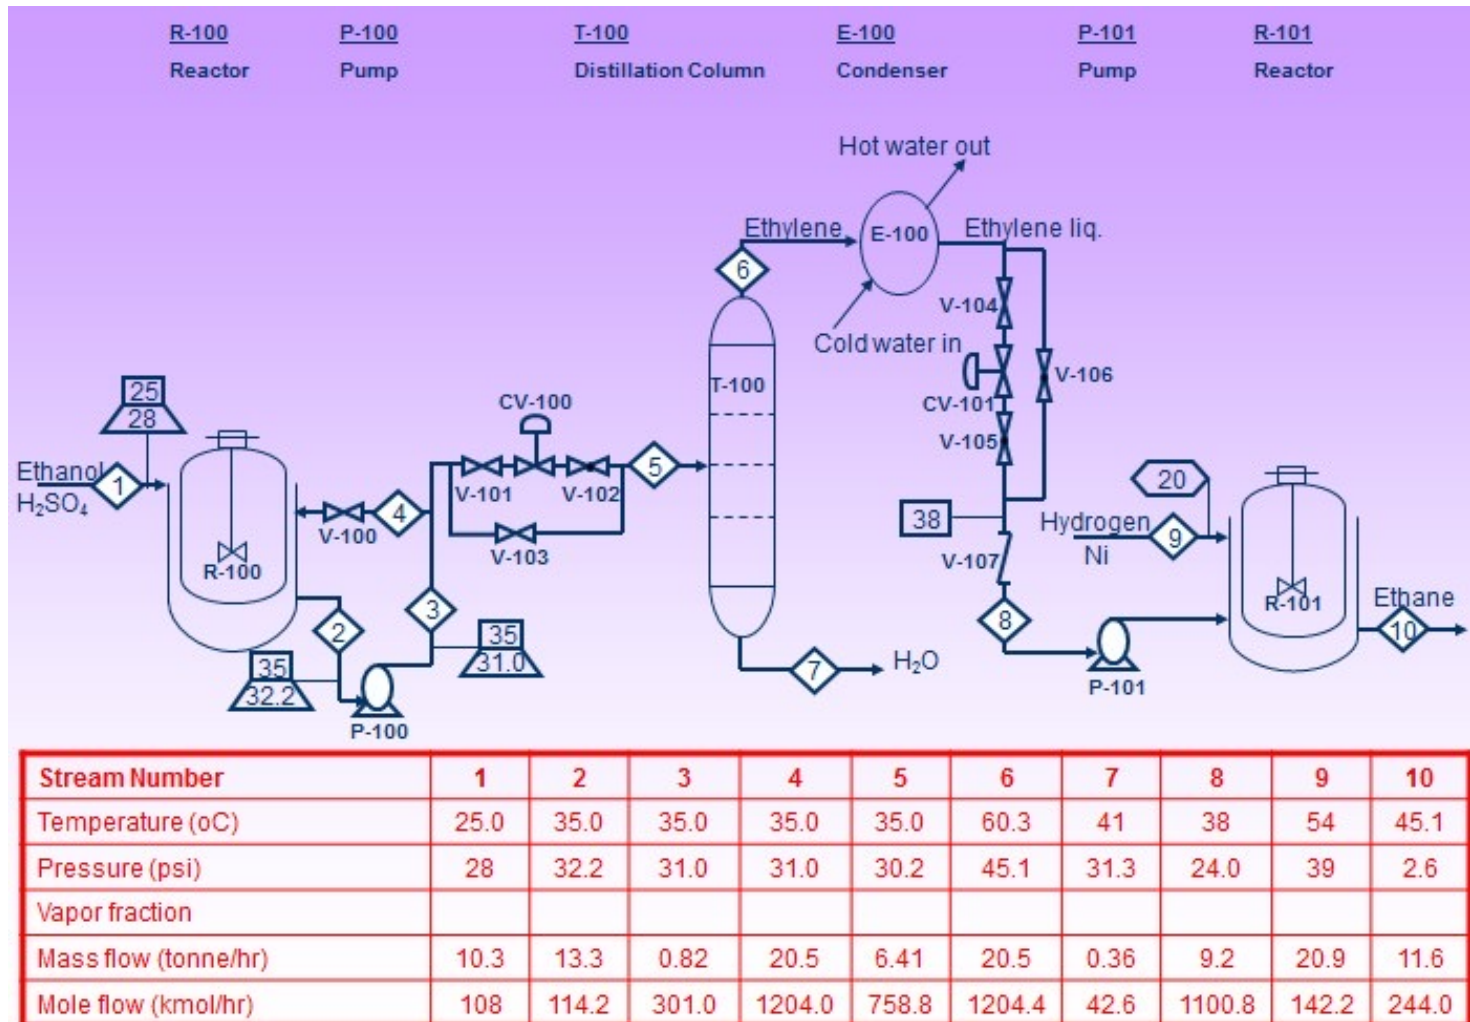 R-100 P-100 T-100 E-100 P-101 R-101
Reactor Pump Distillation Column Condenser Pump Reactor
Hot water out
Ethylene E-100 Ethylene liq.
6
V-104
Cold water in
T-100 V-106
25 CV-100 CV-101
28
V-105
Ethanol 1 5 20
H₂SO₄ V-101 V-102
4 38 Hydrogen 9
V-100 V-103 Ni
R-100 V-107
3 8 R-101 Ethane
2 35 10
31.0
35 7 H₂O
32.2 P-101
P-100
Stream Number 1 2 3 4 5 6 7 8 9 10
Temperature (oC) 25.0 35.0 35.0 35.0 35.0 60.3 41 38 54 45.1
Pressure (psi) 28 32.2 31.0 31.0 30.2 45.1 31.3 24.0 39 2.6
Vapor fraction
Mass flow (tonne/hr) 10.3 13.3 0.82 20.5 6.41 20.5 0.36 9.2 20.9 11.6
Mole flow (kmol/hr) 108 114.2 301.0 1204.0 758.8 1204.4 42.6 1100.8 142.2 244.0